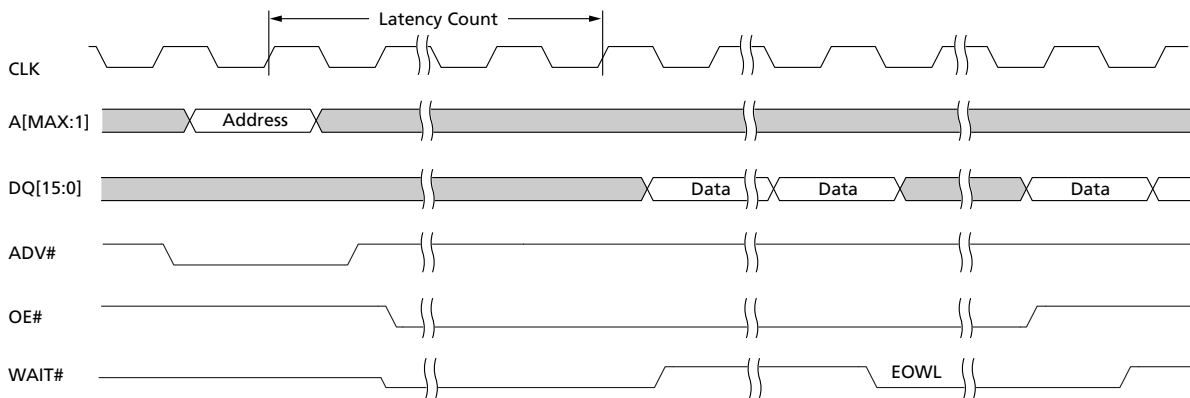 Latency Count
CLK
A[MAX:1]
Address
DQ[15:0]
Data
Data
Data
ADV#
OE#
WAIT#
EOWL